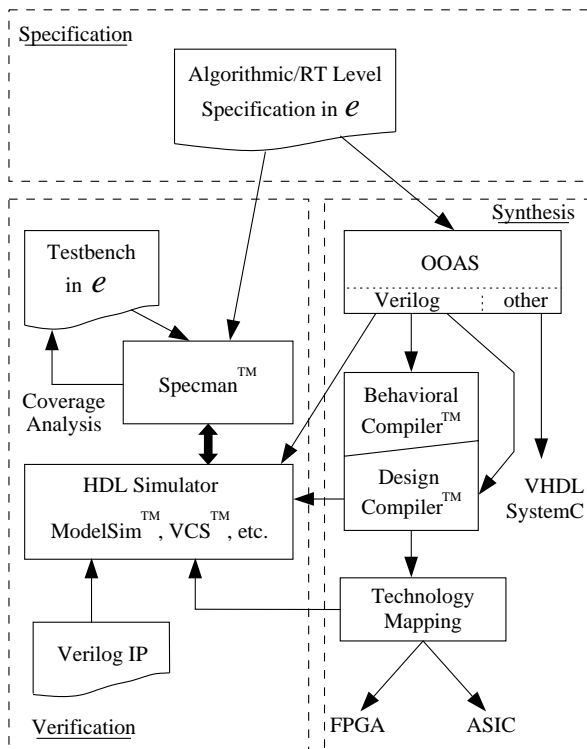 Specification
Algorithmic/RT Level
Specification in e
Synthesis
Testbench
in e
OOAS
Verilog
other
Specman™
Coverage
Analysis
Behavioral
Compiler™
HDL Simulator
ModelSim™, VCS™, etc.
Design
Compiler™
VHDL
SystemC
Technology
Mapping
Verilog IP
FPGA
ASIC
Verification